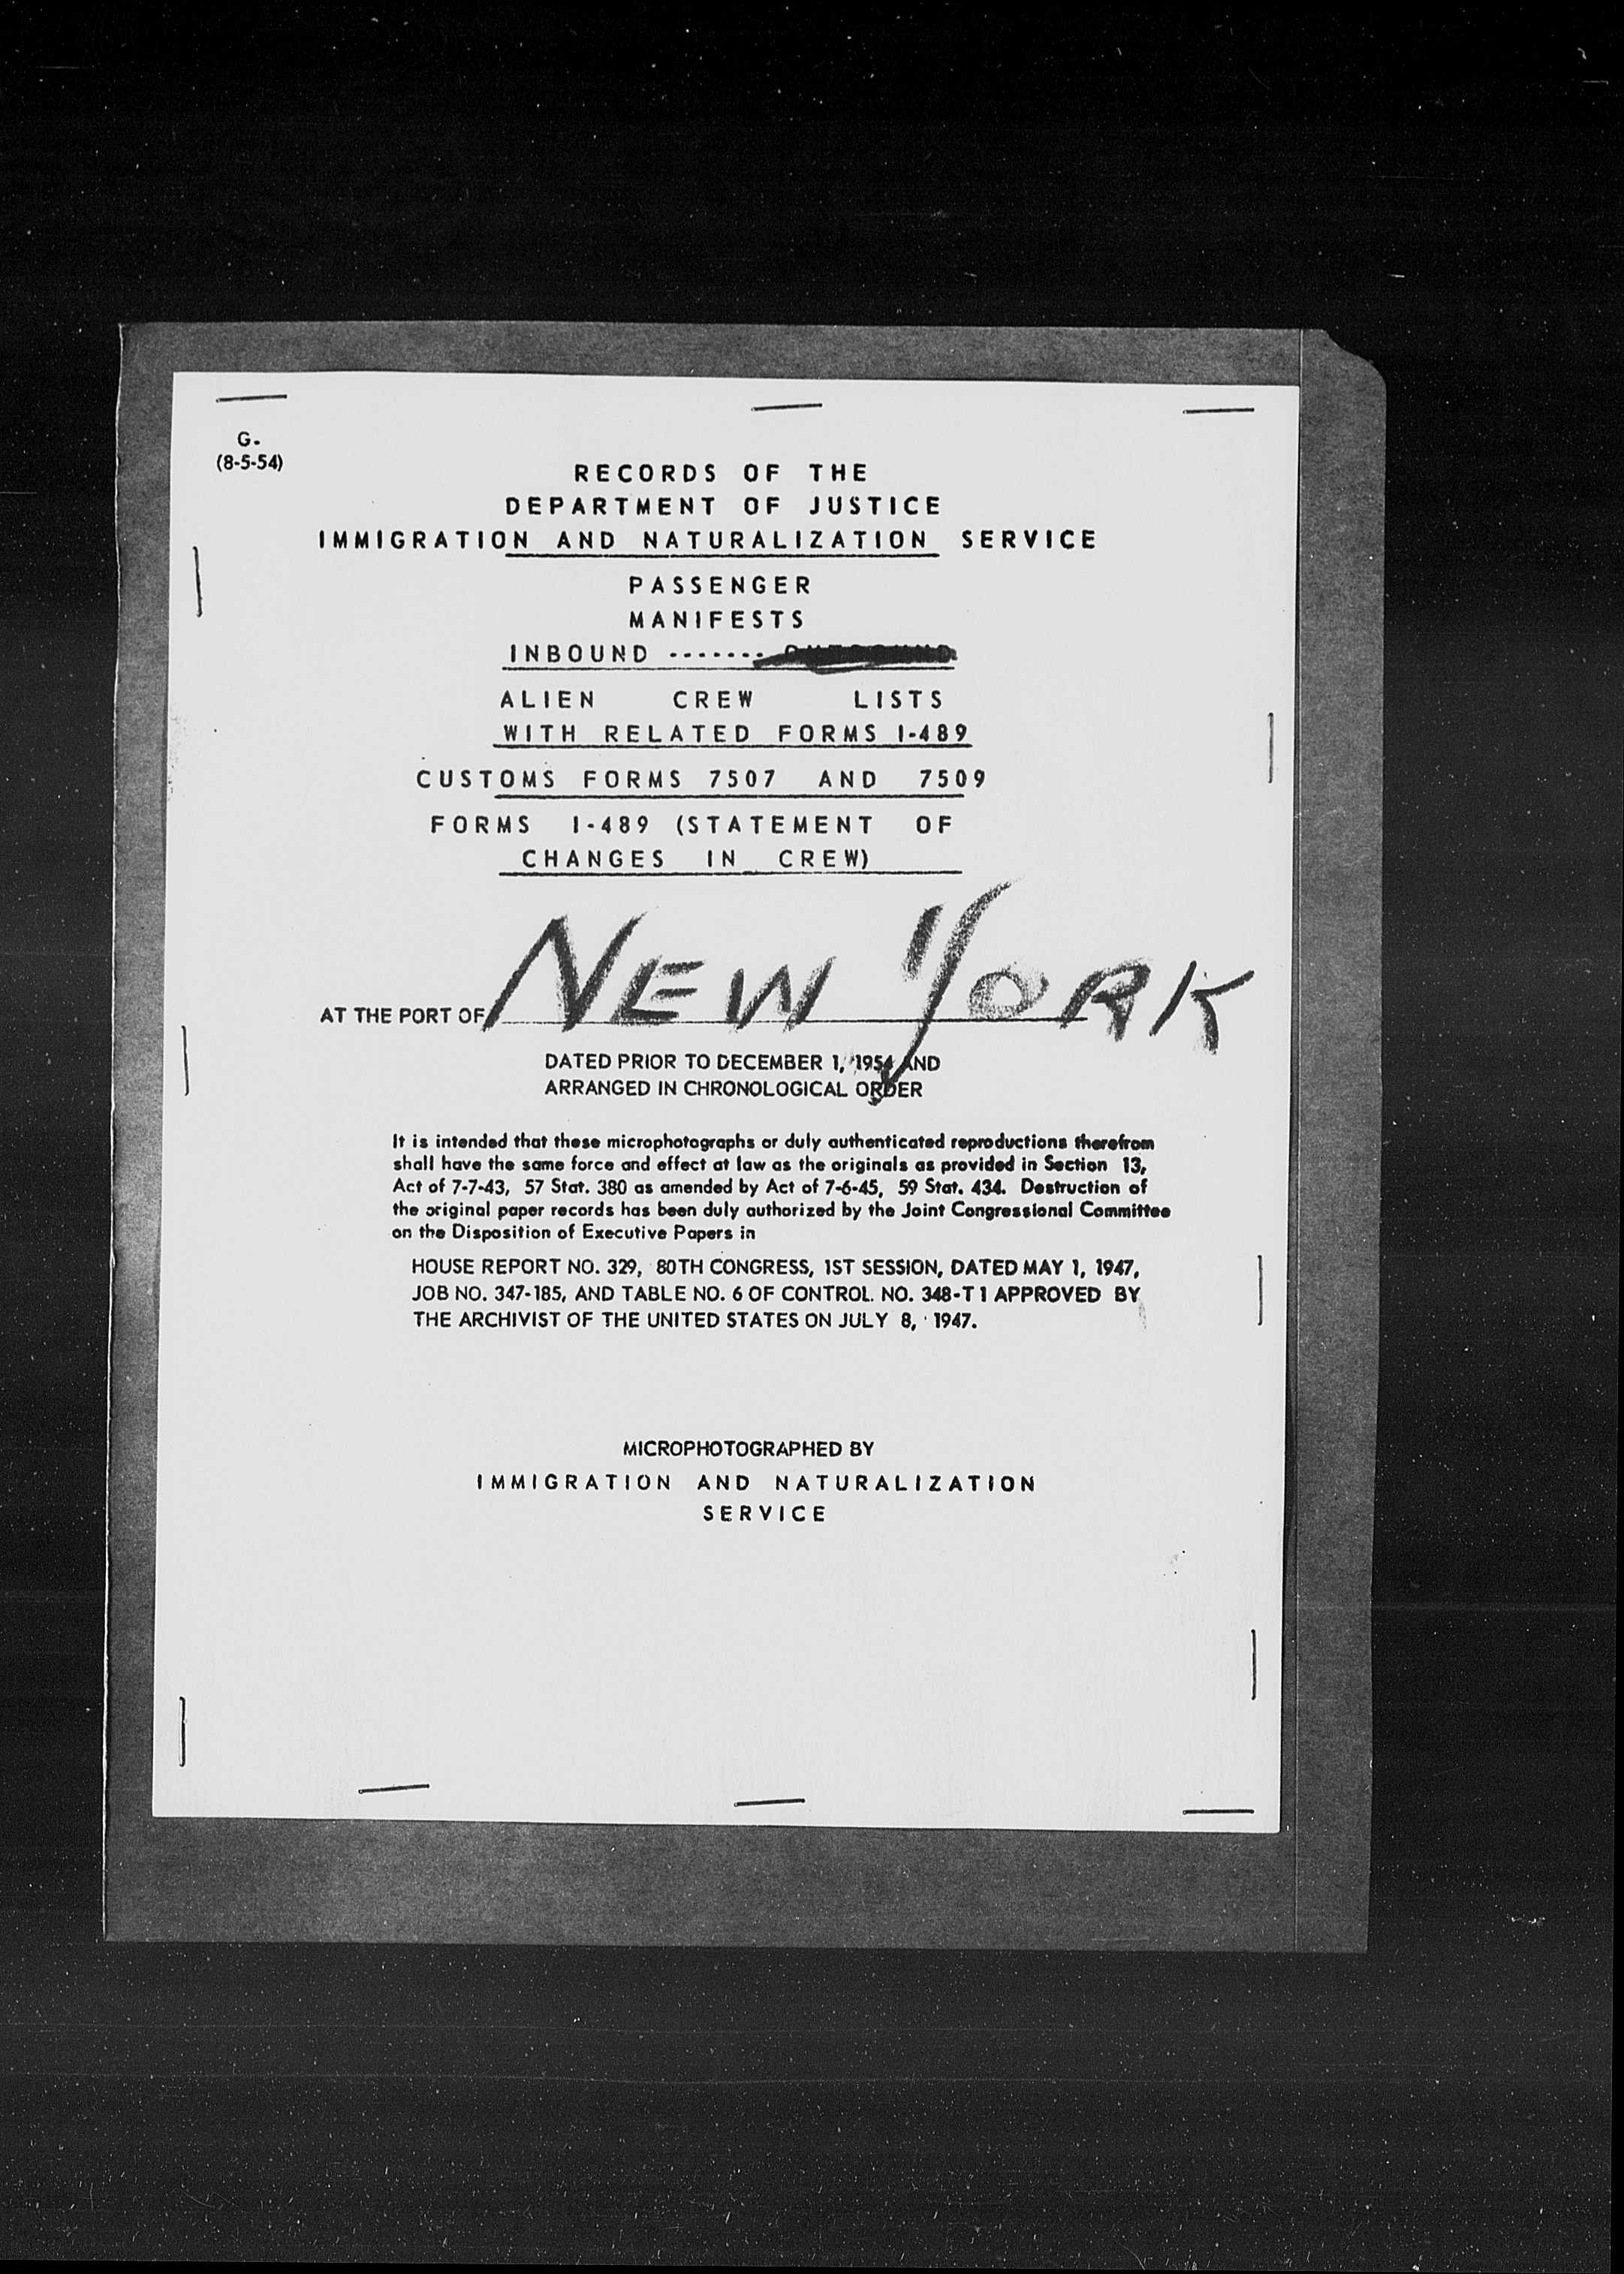 G-
(8-5-54)
RECORDS OF THE
DEPARTMENT OF JUSTICE
IMMIGRATION AND NATURALIZATION SERVICE
PASSENGER
MANIFESTS
INBOUND -------
ALIEN CREW LISTS
WITH RELATED FORMS I-489
CUSTOMS FORMS 7507 AND 7509
FORMS I-489 (STATEMENT OF
CHANGES IN CREW)
AT THE PORT OF NEW YORK
DATED PRIOR TO DECEMBER 1, 1954 AND
ARRANGED IN CHRONOLOGICAL ORDER
It is intended that these microphotographs or duly authenticated reproductions therefrom
shall have the same force and effect at law as the originals as provided in Section 13,
Act of 7-7-43, 57 Stat. 380 as amended by Act of 7-6-45, 59 Stat. 434. Destruction of
the original paper records has been duly authorized by the Joint Congressional Committee
on the Disposition of Executive Papers in
HOUSE REPORT NO. 329, 80TH CONGRESS, 1ST SESSION, DATED MAY 1, 1947,
JOB NO. 347-185, AND TABLE NO. 6 OF CONTROL NO. 348-T1 APPROVED BY
THE ARCHIVIST OF THE UNITED STATES ON JULY 8, 1947.
MICROPHOTOGRAPHED BY
IMMIGRATION AND NATURALIZATION
SERVICE